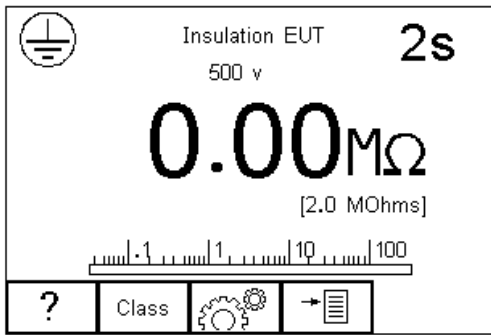 Insulation EUT
2s
500 v
0.00MΩ
[2.0 MOhms]
.1 1 10 100
? Class